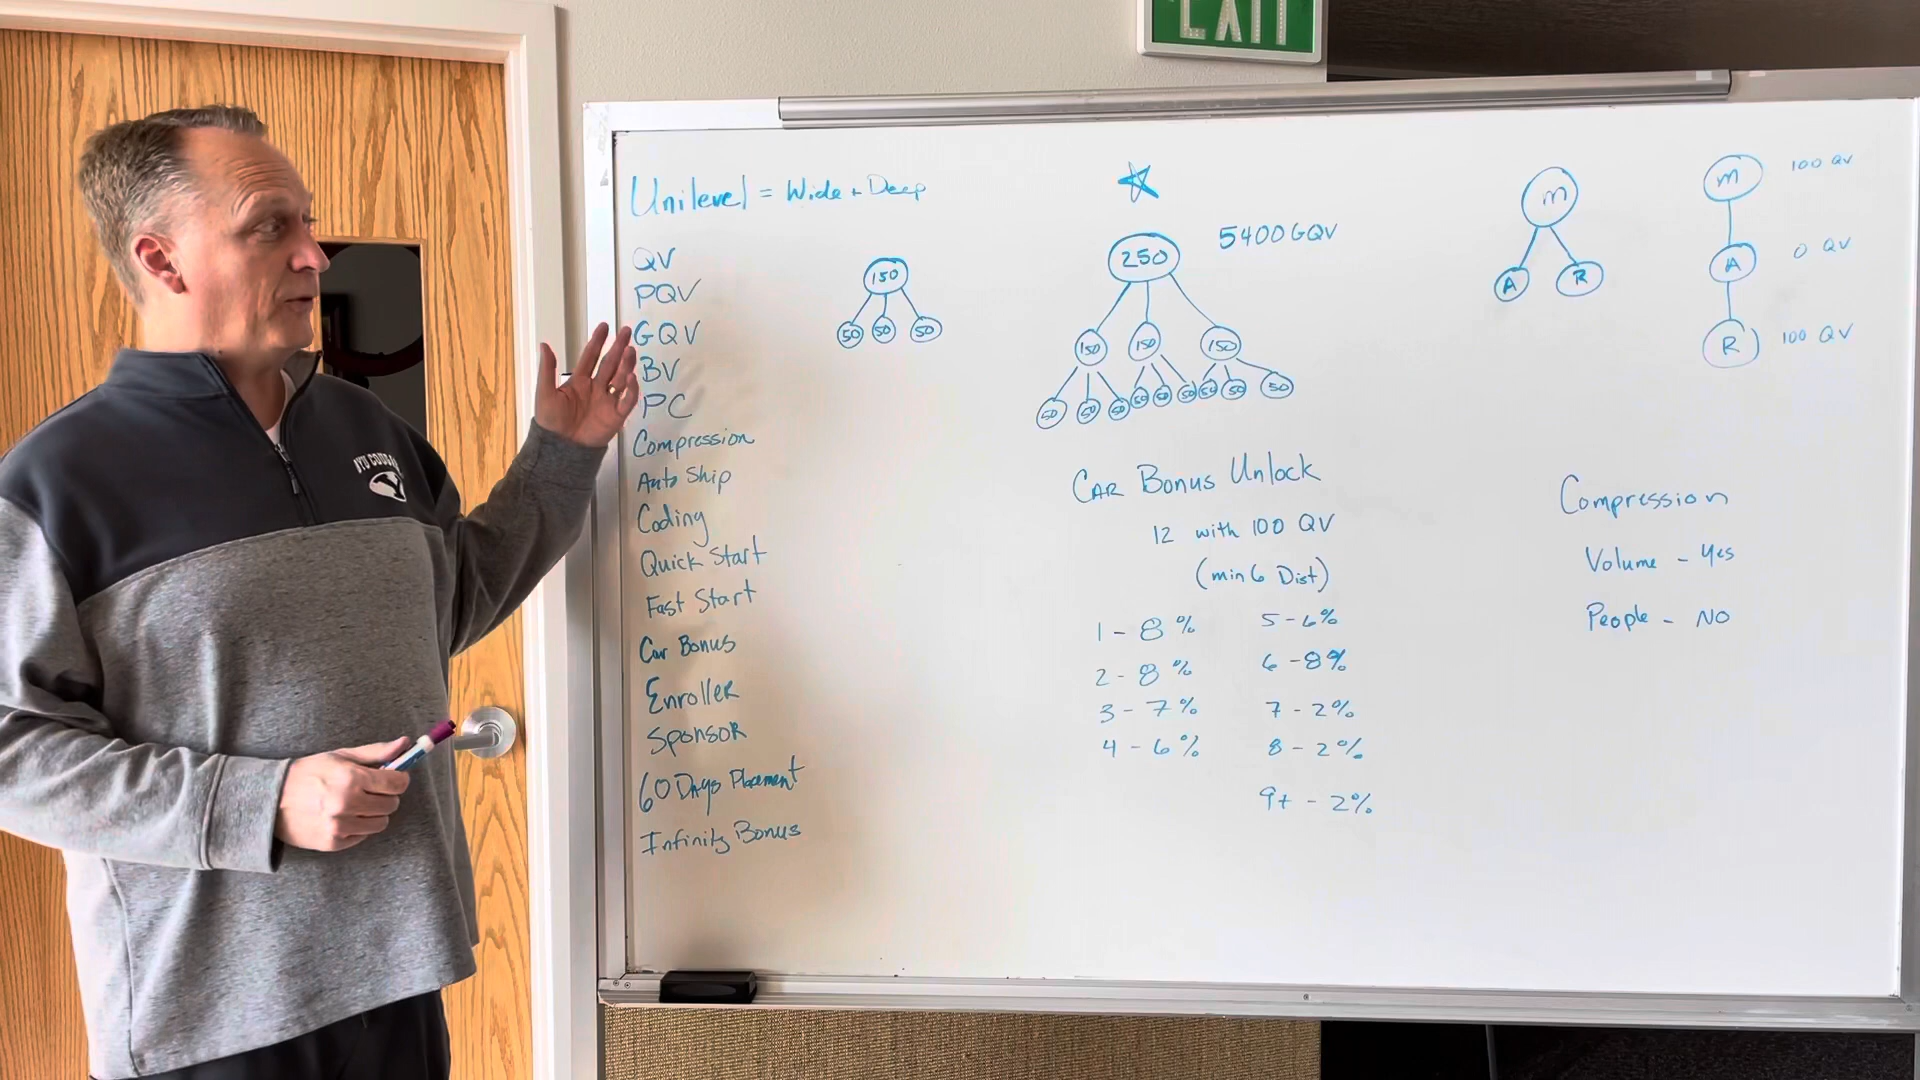 EXIT
BYU COUGARS
Y
Unilevel = Wide + Deep
QV
PQV
GQV
BV
PC
Compression
Auto Ship
Coding
Quick Start
Fast Start
Car Bonus
Enroller
Sponsor
60 Days Placement
Infinity Bonus
150
50 50 50
5400 GQV
250
150 150 150
50 50 50 50 50 50 50 50 50
CAR Bonus Unlock
12 with 100 QV
(min 6 Dist)
1 - 8% 5 - 6%
2 - 8% 6 - 8%
3 - 7% 7 - 2%
4 - 6% 8 - 2%
9+ - 2%
m
A R
m 100 QV
A 0 QV
R 100 QV
Compression
Volume - Yes
People - NO